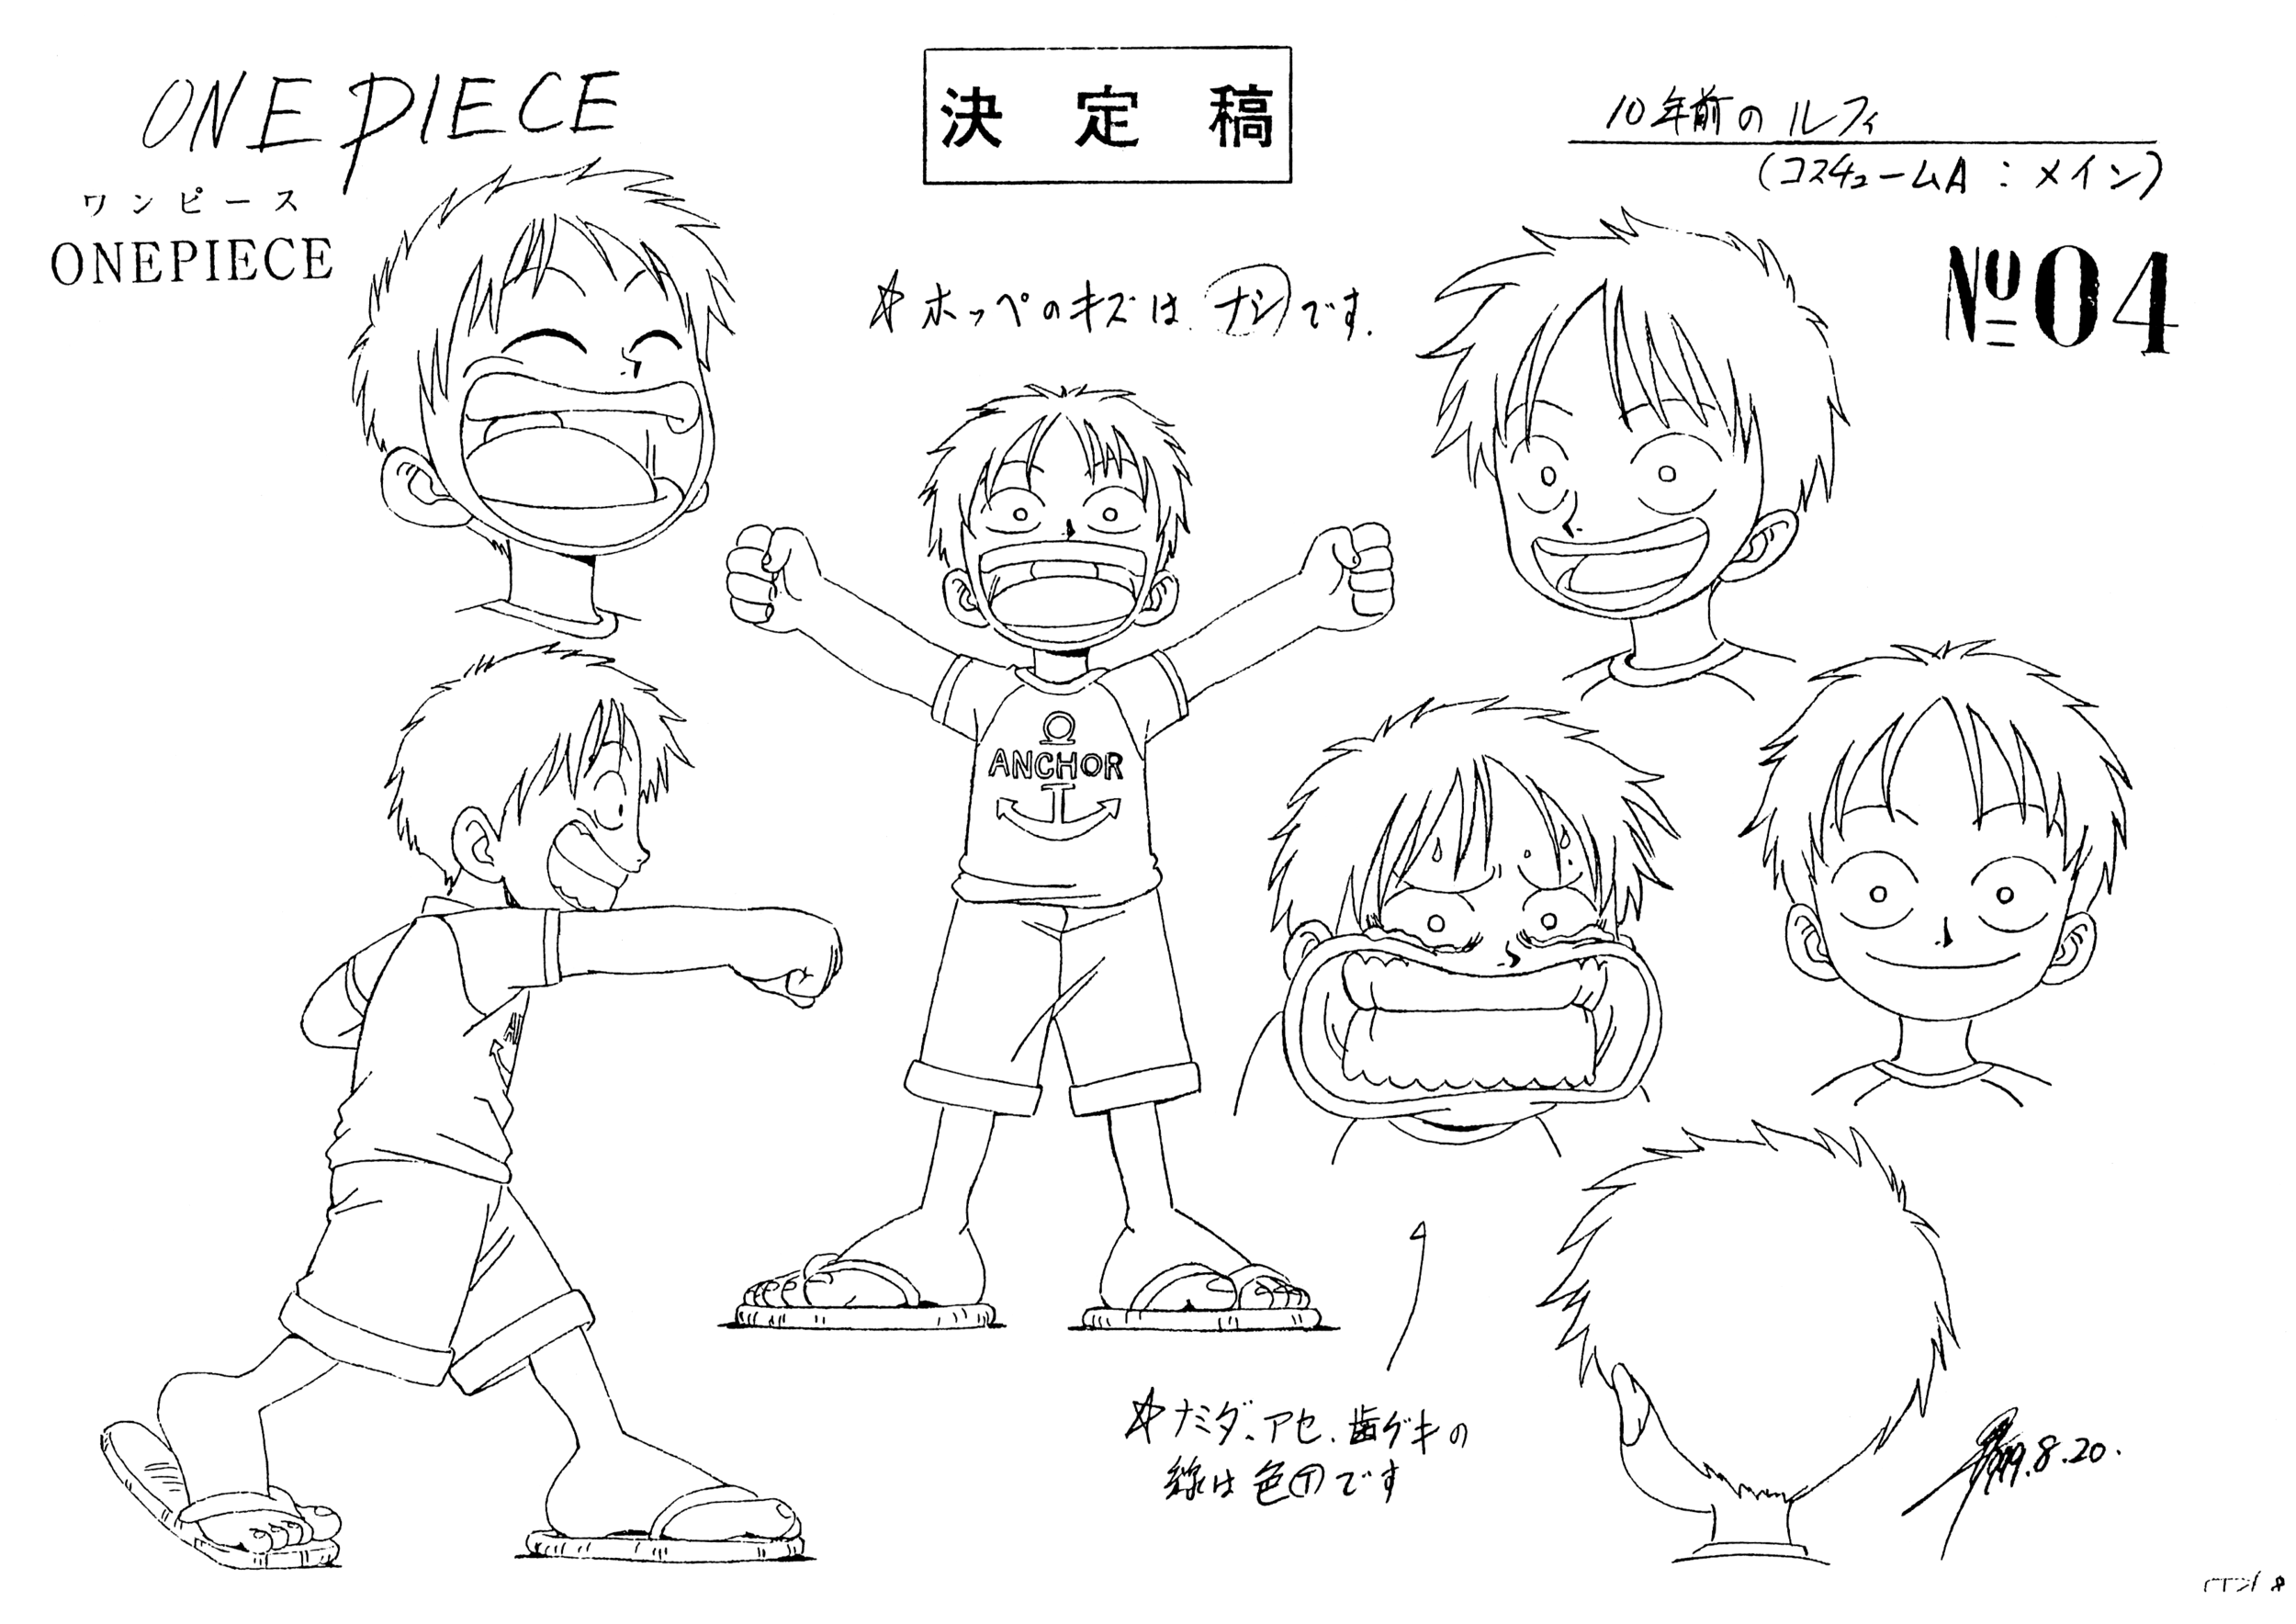 ONE PIECE
ワンピース
ONEPIECE
決定稿
10年前のルフィ
(コスチュームA:メイン)
№04
☆ホッペのキズは ナシ です.
ANCHOR
☆ナミダ、アセ、歯グキの
線は色Ⓣです
'99.8.20.